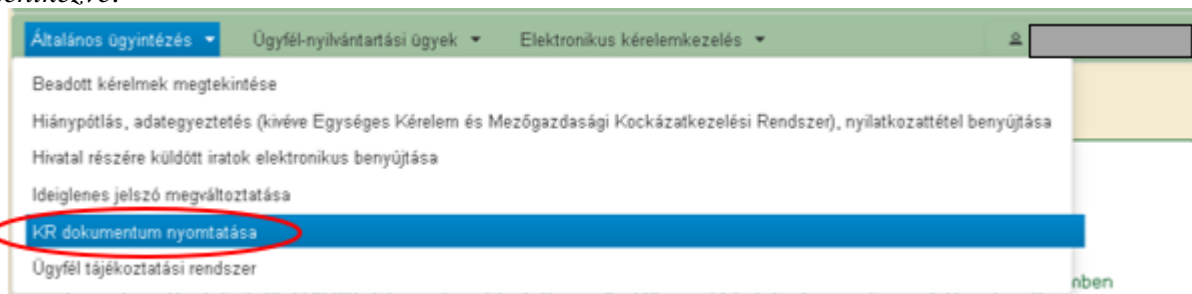 Általános ügyintézés Ügyfél-nyilvántartási ügyek Elektronikus kérelemkezelés
Beadott kérelmek megtekintése
Hiánypótlás, adategyeztetés (kivéve Egységes Kérelem és Mezőgazdasági Kockázatkezelési Rendszer), nyilatkozattétel benyújtása
Hivatal részére küldött iratok elektronikus benyújtása
Ideiglenes jelszó megváltoztatása
KR dokumentum nyomtatása
Ügyfél tájékoztatási rendszer
mben